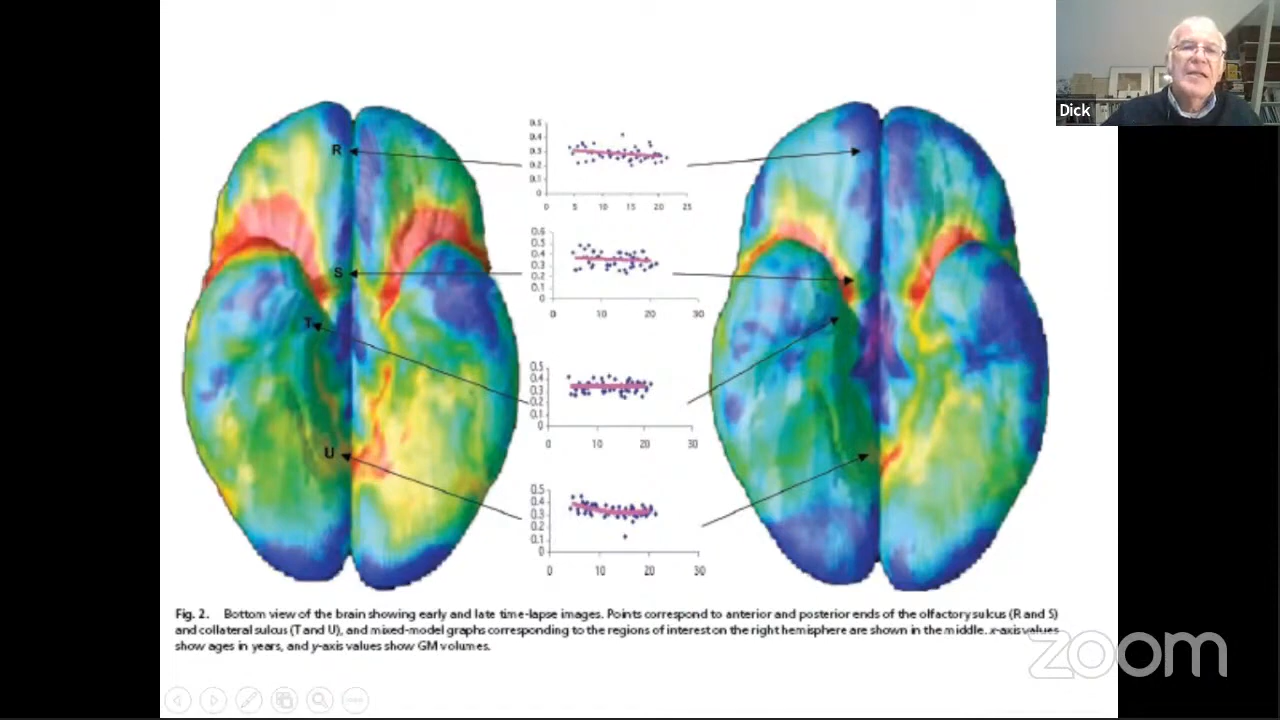 Dick
R
S
T
U
0.5
0.4
0.3
0.2
0.1
0
0 5 10 15 20 25
0.6
0.5
0.4
0.3
0.2
0.1
0
0 10 20 30
0.5
0.4
0.3
0.2
0.1
0
0 10 20 30
0.5
0.4
0.3
0.2
0.1
0
0 10 20 30
Fig. 2. Bottom view of the brain showing early and late time-lapse images. Points correspond to anterior and posterior ends of the olfactory sulcus (R and S)
and collateral sulcus (T and U), and mixed-model graphs corresponding to the regions of interest on the right hemisphere are shown in the middle. x-axis values
show ages in years, and y-axis values show GM volumes.
zoom